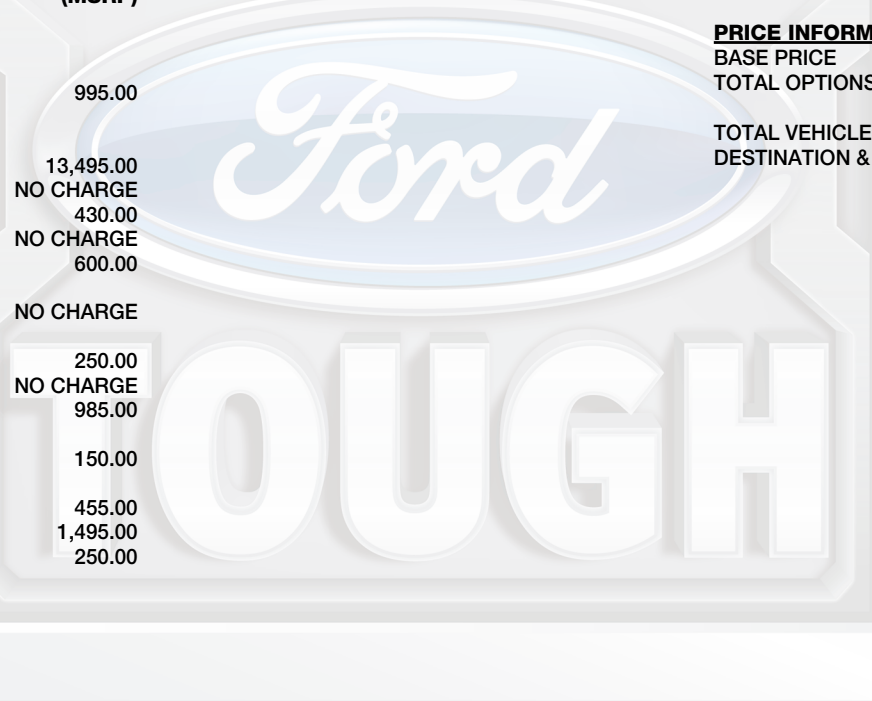 (MSRP)
995.00
13,495.00
NO CHARGE
430.00
NO CHARGE
600.00
NO CHARGE
250.00
NO CHARGE
985.00
150.00
455.00
1,495.00
250.00
PRICE INFORM
BASE PRICE
TOTAL OPTIONS
TOTAL VEHICLE
DESTINATION &
Ford
TOUGH